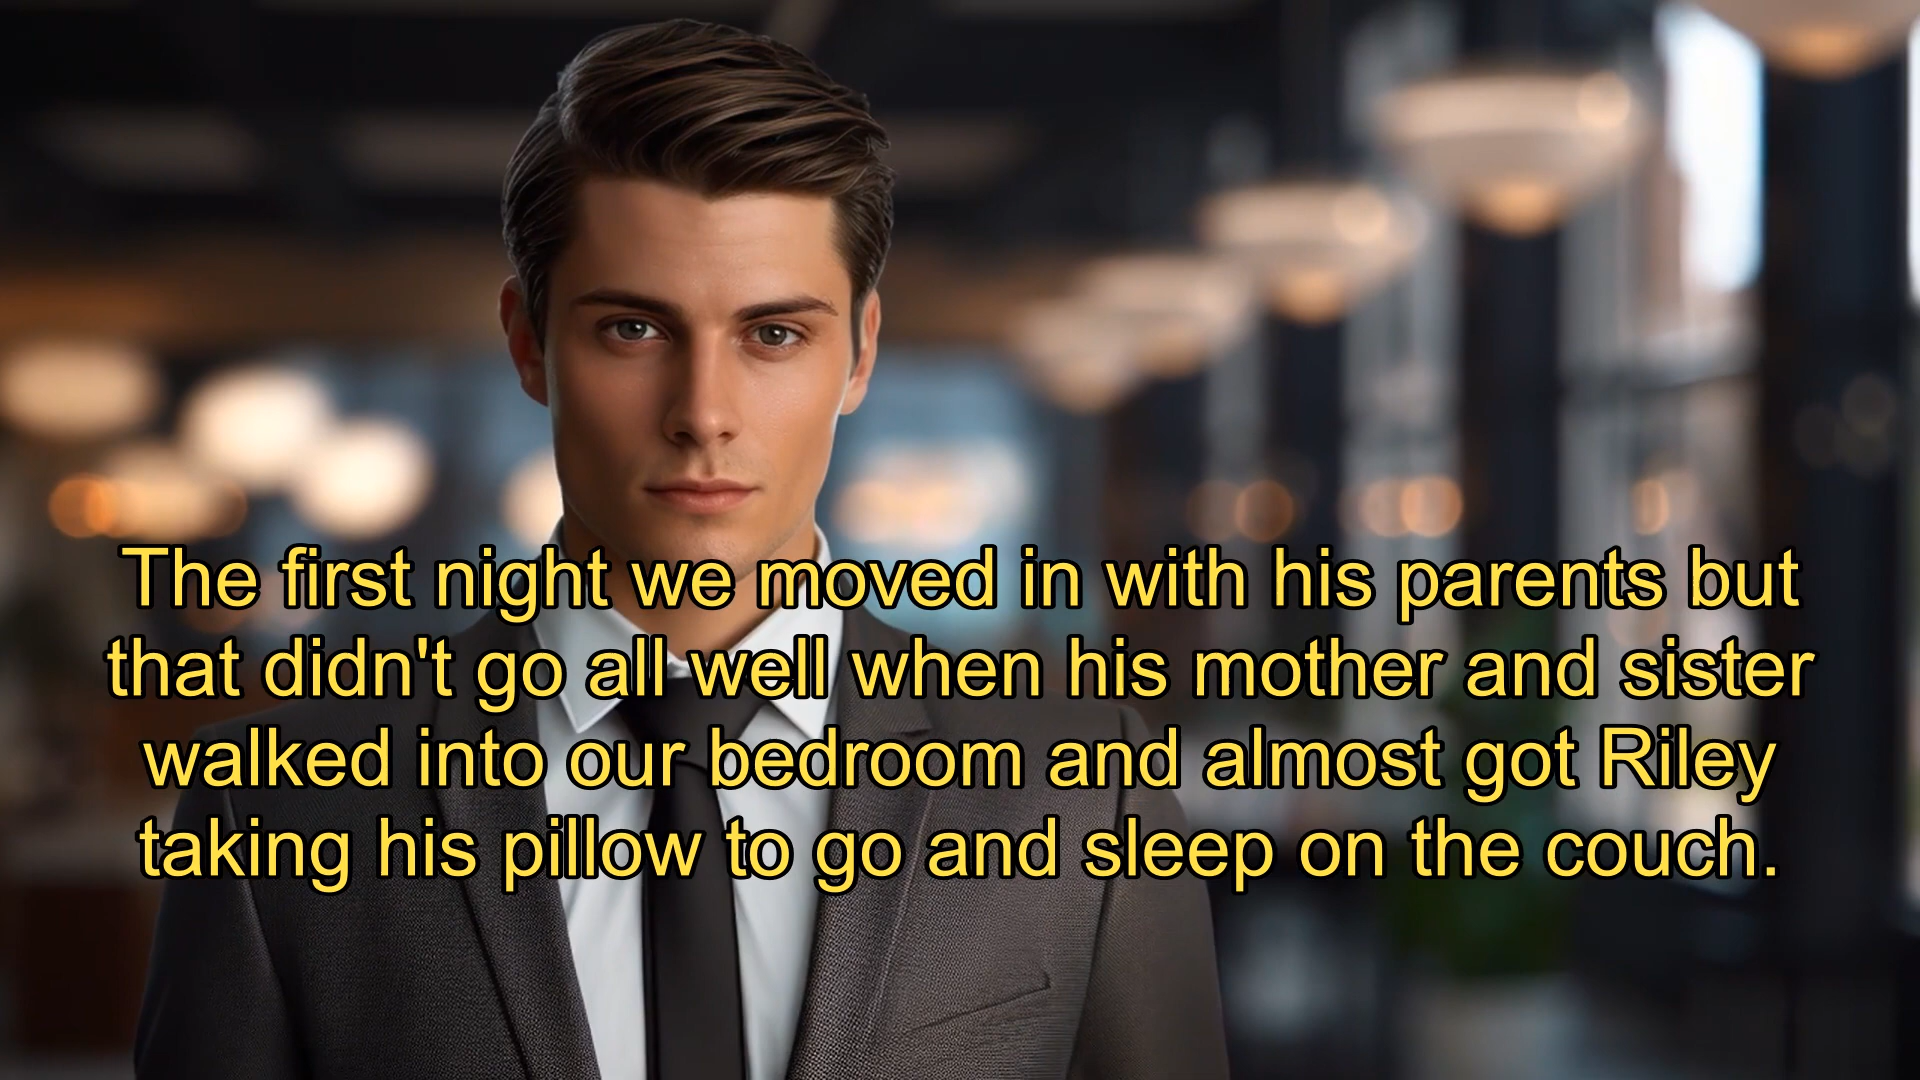 The first night we moved in with his parents but
that didn't go all well when his mother and sister
walked into our bedroom and almost got Riley
taking his pillow to go and sleep on the couch.